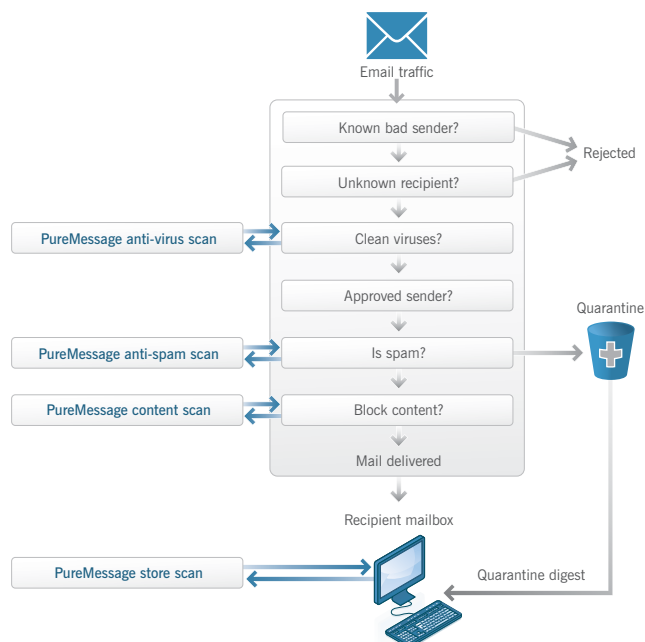 Email traffic
Known bad sender?
Rejected
Unknown recipient?
PureMessage anti-virus scan
Clean viruses?
Approved sender?
Quarantine
PureMessage anti-spam scan
Is spam?
PureMessage content scan
Block content?
Mail delivered
Recipient mailbox
PureMessage store scan
Quarantine digest